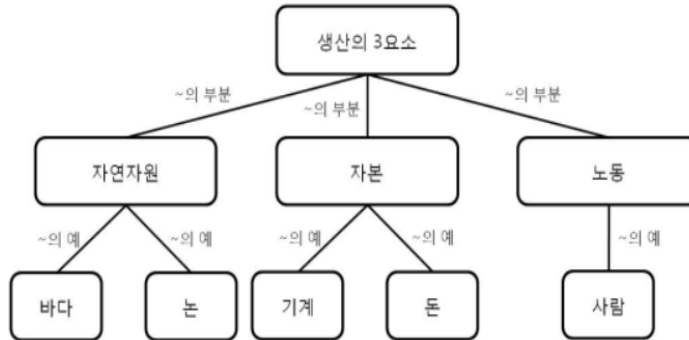 생산의 3요소
~의 부분 ~의 부분 ~의 부분
자연자원 자본 노동
~의 예 ~의 예 ~의 예 ~의 예 ~의 예
바다 논 기계 돈 사람